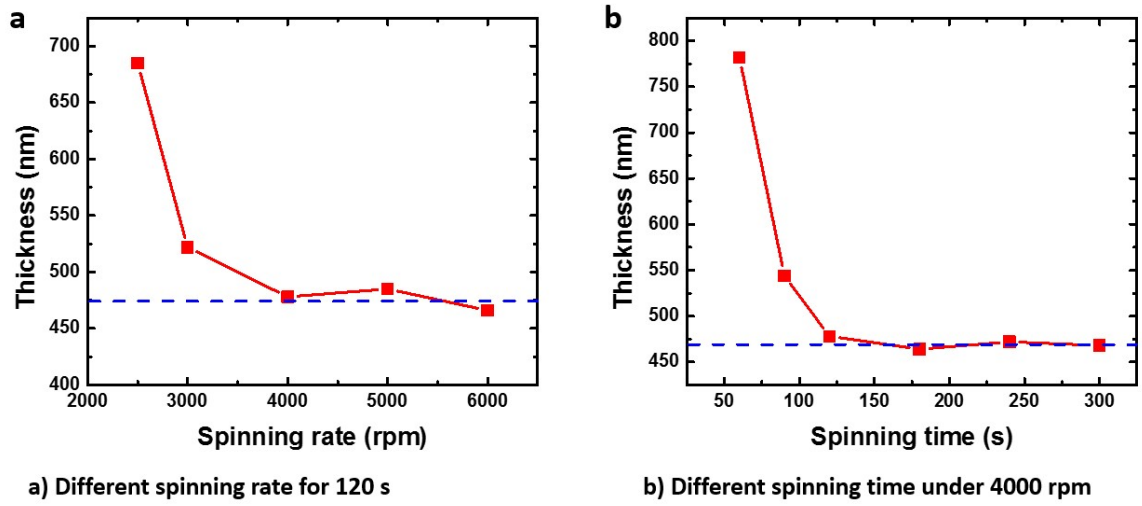 a
700
650
600
550
500
450
400
2000 3000 4000 5000 6000
Thickness (nm)
Spinning rate (rpm)
a) Different spinning rate for 120 s
b
800
750
700
650
600
550
500
450
50 100 150 200 250 300
Thickness (nm)
Spinning time (s)
b) Different spinning time under 4000 rpm